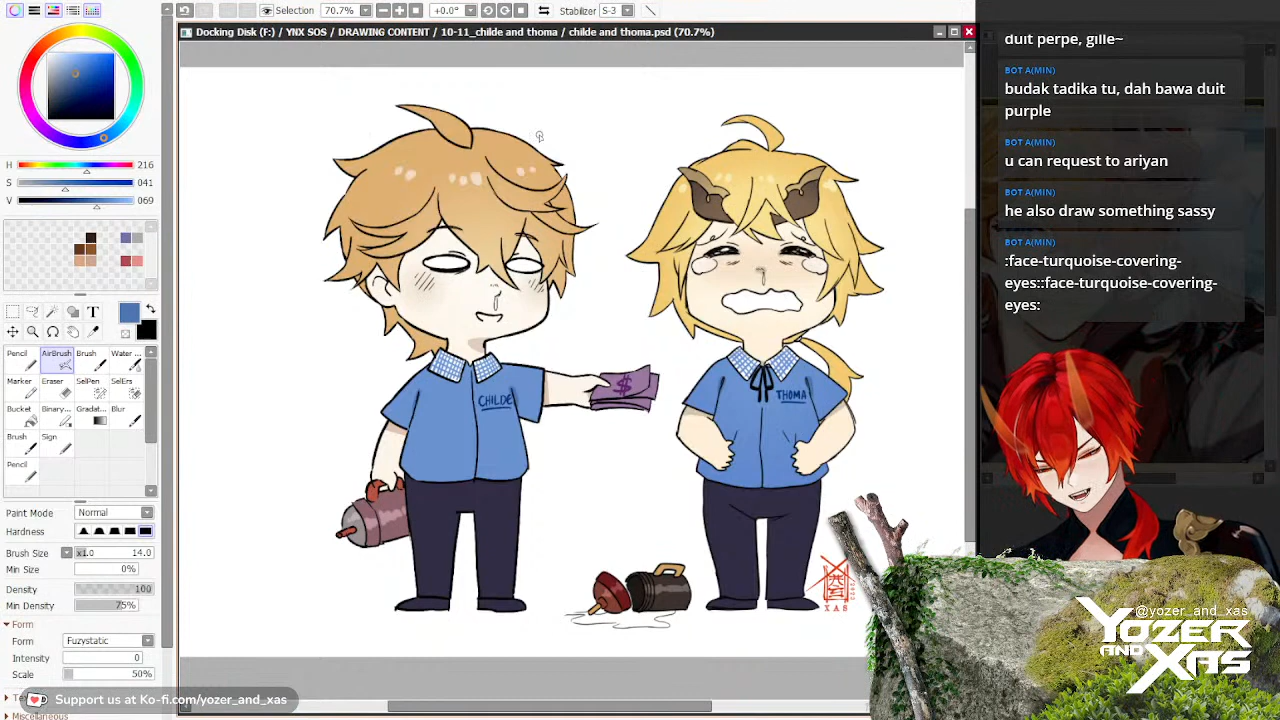 Selection
70.7%
+0.0°
Stabilizer
S-3
Docking Disk (F:) / YNX SOS / DRAWING CONTENT / 10-11_childe and thoma / childe and thoma.psd (70.7%)
H
216
S
041
V
069
T
Pencil
AirBrush
Brush
Water ...
Marker
Eraser
SelPen
SelErs
Bucket
Binary...
Gradat...
Blur
Brush
Sign
Pencil
Paint Mode
Normal
Hardness
Brush Size
x1.0
14.0
Min Size
0%
Density
100
Min Density
75%
Form
Form
Fuzystatic
Intensity
0
Scale
50%
Miscellaneous
Support us at Ko-fi.com/yozer_and_xas
CHILDE
$
THOMA
XAS
duit perpe, gille~
BOT A(MIN)
budak tadika tu, dah bawa duit
purple
BOT A(MIN)
u can request to ariyan
BOT A(MIN)
he also draw something sassy
BOT A(MIN)
:face-turquoise-covering-
eyes::face-turquoise-covering-
eyes:
@yozer_and_xas
YOZER
AND
XAS